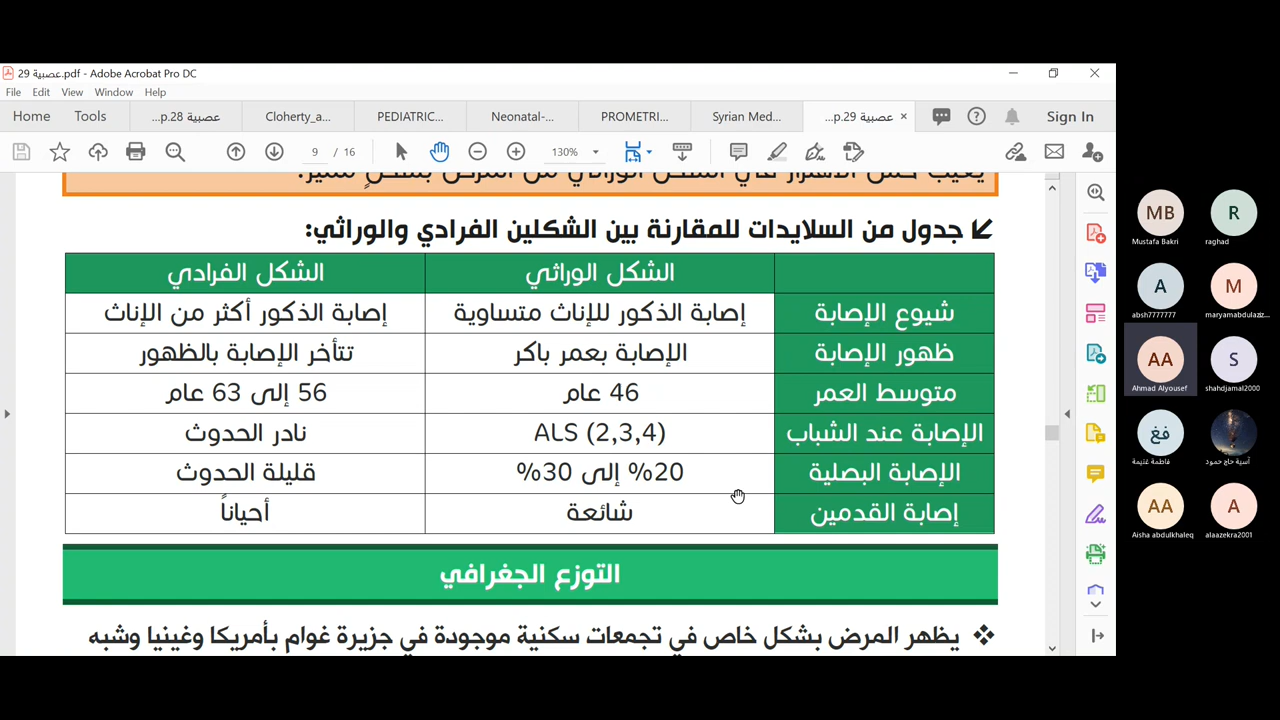 عصبية 29.pdf - Adobe Acrobat Pro DC
File Edit View Window Help
Home Tools عصبية 28.p... Cloherty_a... PEDIATRIC... Neonatal-... PROMETRI... Syrian Med... عصبية 29.p... × Sign In
9 / 16 130%
جدول من السلايدات للمقارنة بين الشكلين الفرادي والوراثي:
الشكل الوراثي الشكل الفرادي
شيوع الإصابة إصابة الذكور للإناث متساوية إصابة الذكور أكثر من الإناث
ظهور الإصابة الإصابة بعمر باكر تتأخر الإصابة بالظهور
متوسط العمر 46 عام 56 إلى 63 عام
الإصابة عند الشباب ALS (2,3,4) نادر الحدوث
الإصابة البصلية 20% إلى 30% قليلة الحدوث
إصابة القدمين شائعة أحياناً
التوزع الجغرافي
❖ يظهر المرض بشكل خاص في تجمعات سكنية موجودة في جزيرة غوام بأمريكا وغينيا وشبه
MB R
Mustafa Bakri raghad
A M
absh7777777 maryamabdulaziz...
AA S
Ahmad Alyousef shahdjamal2000
فغ
فاطمة غنيمة آسية حاج حمود
AA A
Aisha abdulkhaleq alaazekra2001